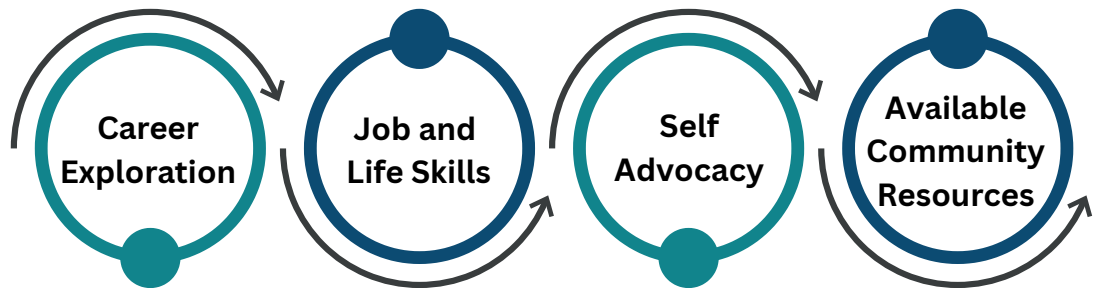 Career
Exploration
Job and
Life Skills
Self
Advocacy
Available
Community
Resources